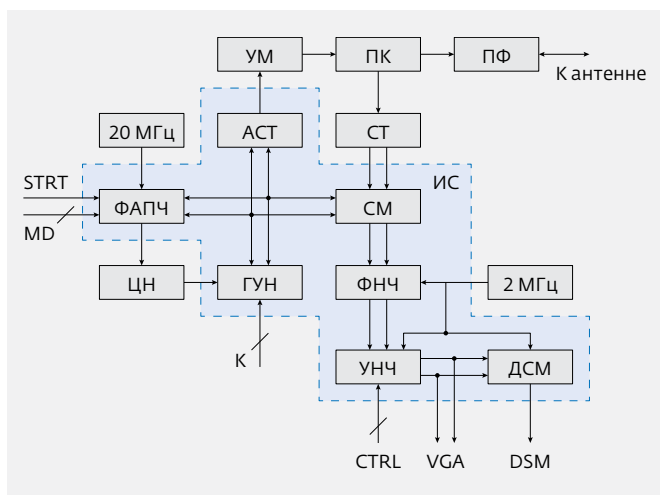 УМ
ПК
ПФ
К антенне
20 МГц
АСТ
СТ
ИС
STRT
ФАПЧ
СМ
MD
ЦН
ГУН
ФНЧ
2 МГц
К
УНЧ
ДСМ
CTRL
VGA
DSM